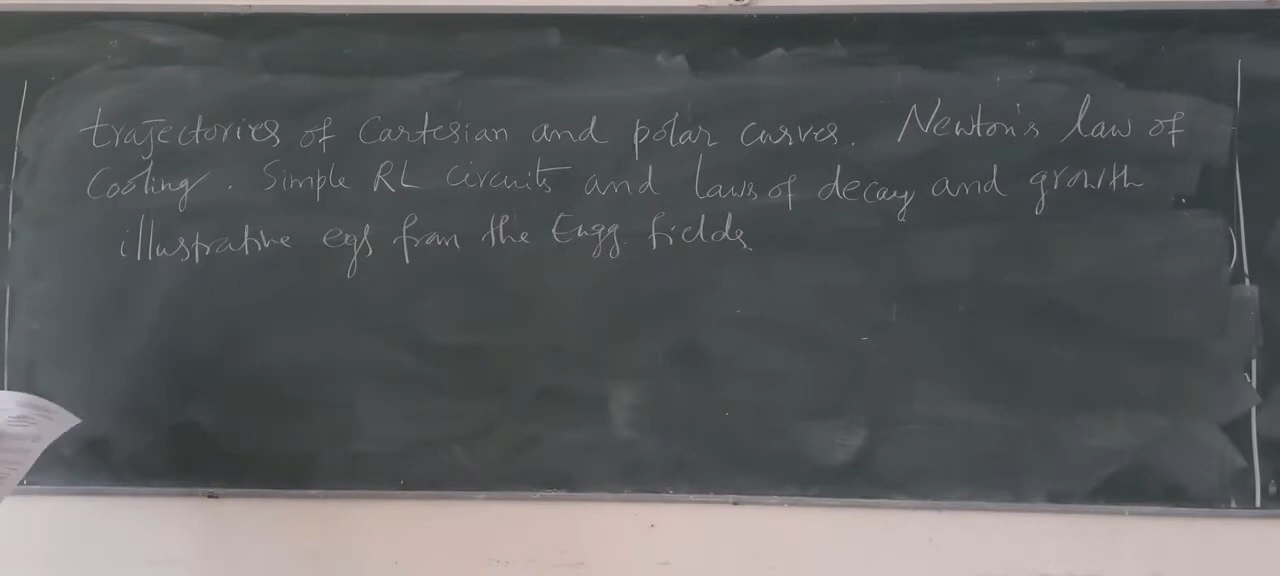 trajectories of Cartesian and polar curves. Newton's law of
Cooling. Simple RL circuits and laws of decay and growth.
illustrative egs from the Engg. fields.